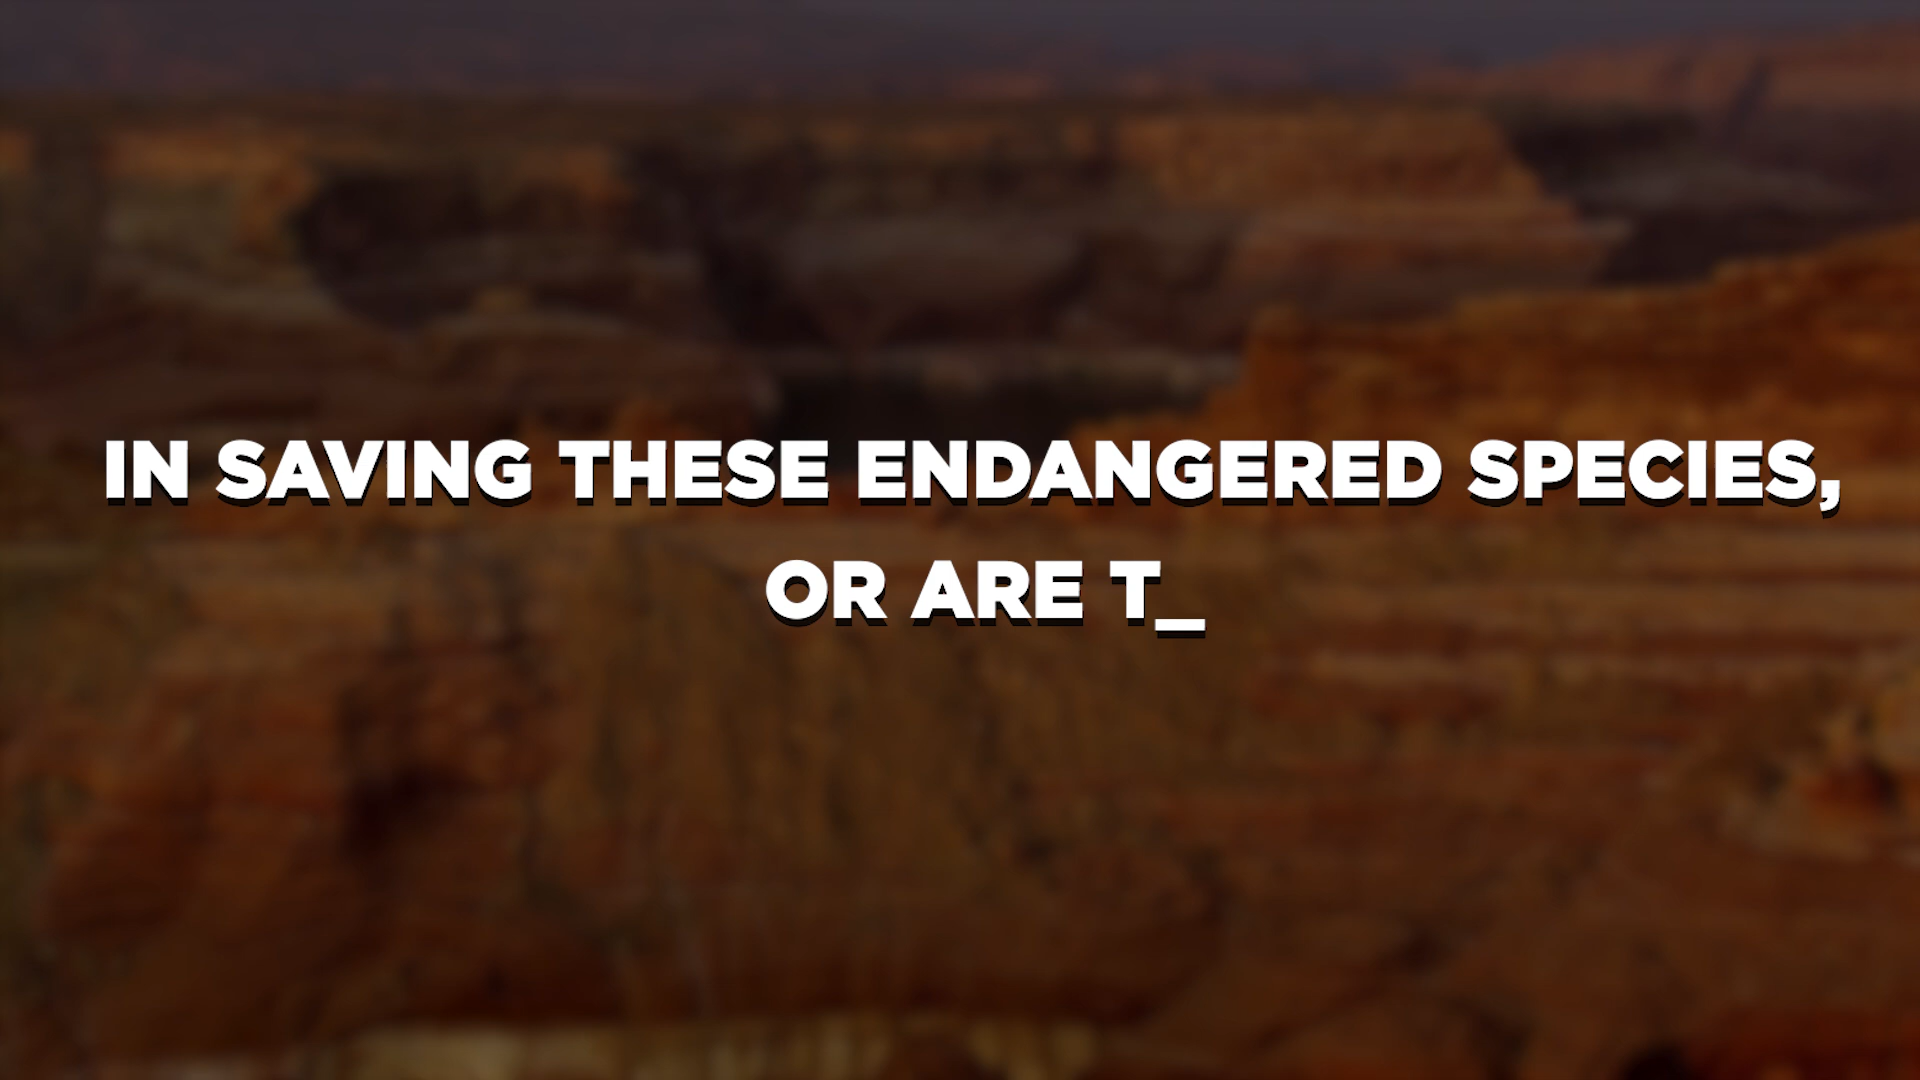 IN SAVING THESE ENDANGERED SPECIES,
OR ARE T_